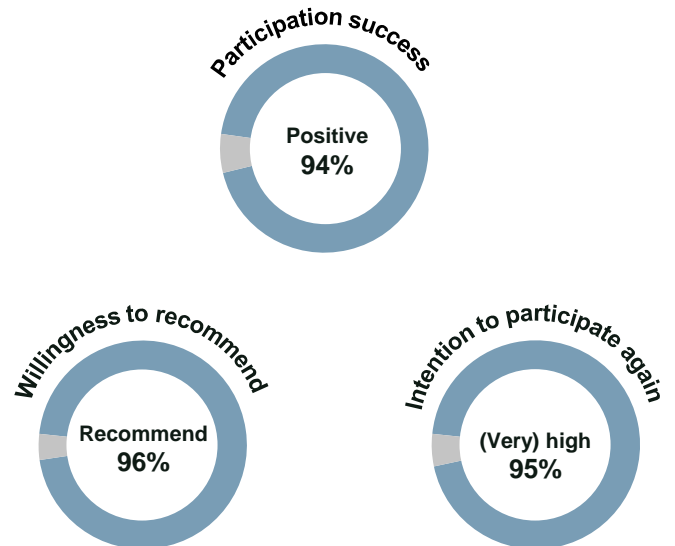 Participation success
Positive
94%
Willingness to recommend
Recommend
96%
Intention to participate again
(Very) high
95%